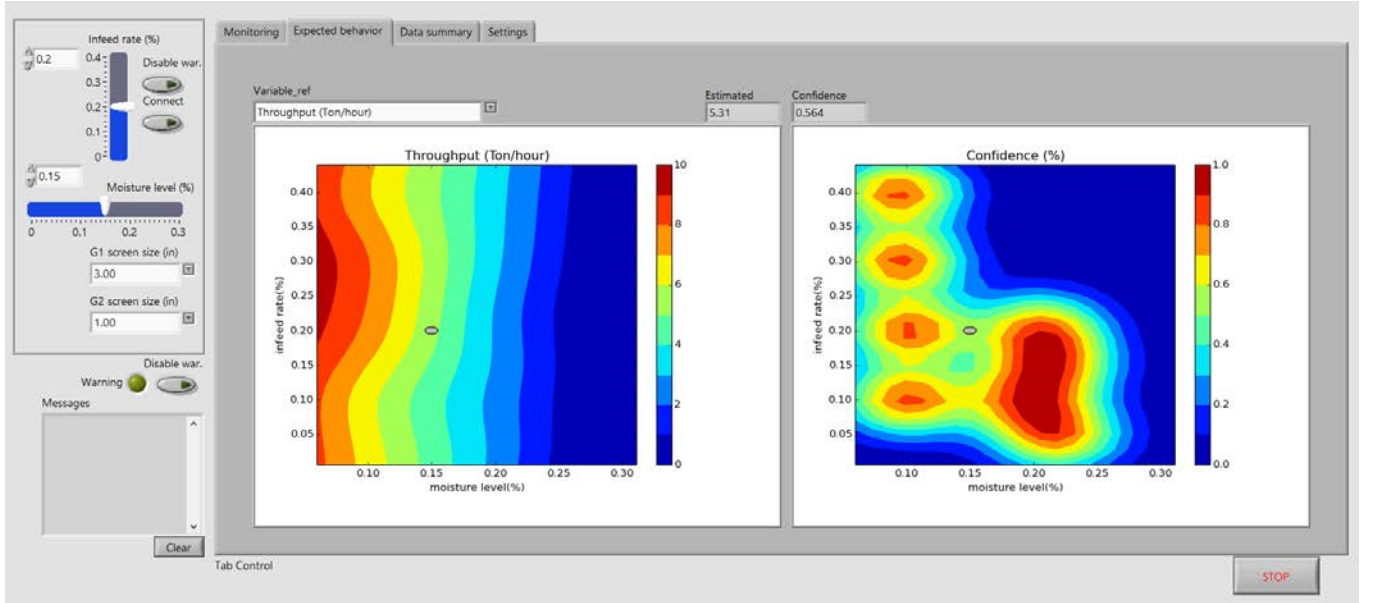 Infeed rate (%)
0.2
0.4
0.3
0.2
0.1
0
Disable war.
Connect
0.15
Moisture level (%)
0 0.1 0.2 0.3
G1 screen size (in)
3.00
G2 screen size (in)
1.00
Disable war.
Warning
Messages
Clear
Monitoring Expected behavior Data summary Settings
Variable_ref
Throughput (Ton/hour)
Estimated
5.31
Confidence
0.564
Throughput (Ton/hour)
infeed rate(%)
0.40
0.35
0.30
0.25
0.20
0.15
0.10
0.05
0.10 0.15 0.20 0.25 0.30
moisture level(%)
10
8
6
4
2
0
Confidence (%)
infeed rate(%)
0.40
0.35
0.30
0.25
0.20
0.15
0.10
0.05
0.10 0.15 0.20 0.25 0.30
moisture level(%)
1.0
0.8
0.6
0.4
0.2
0.0
Tab Control
STOP